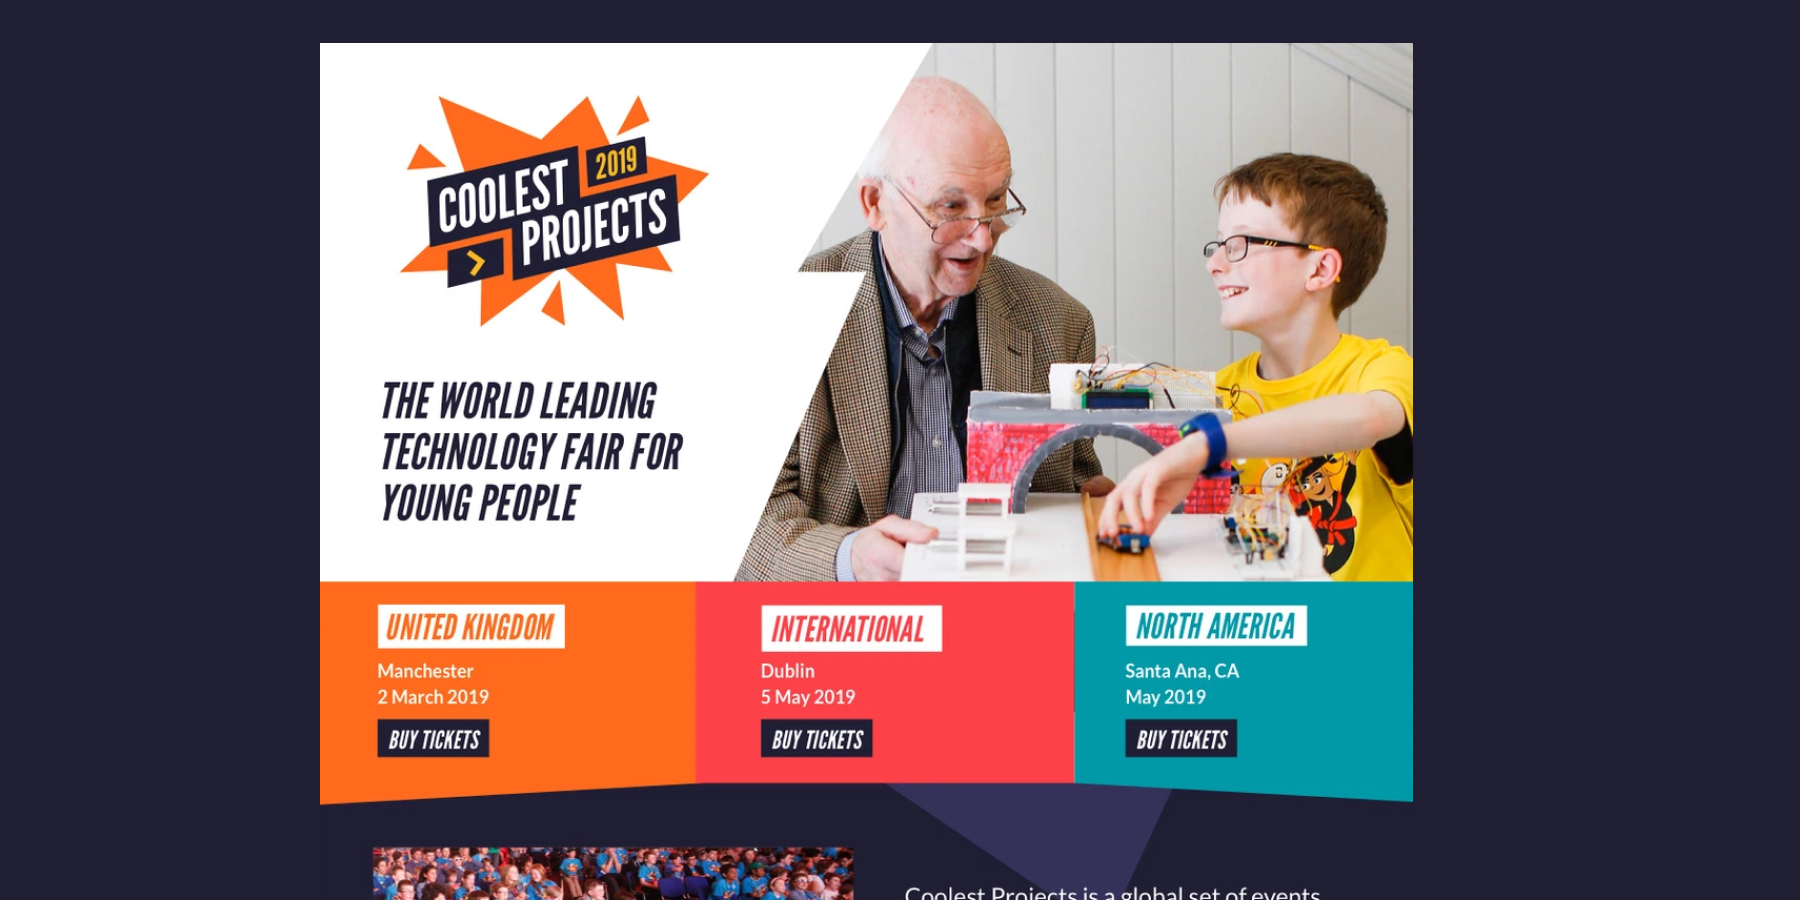 COOLEST
2019
PROJECTS
THE WORLD LEADING
TECHNOLOGY FAIR FOR
YOUNG PEOPLE
UNITED KINGDOM
Manchester
2 March 2019
BUY TICKETS
INTERNATIONAL
Dublin
5 May 2019
BUY TICKETS
NORTH AMERICA
Santa Ana, CA
May 2019
BUY TICKETS
Coolest Projects is a global set of events